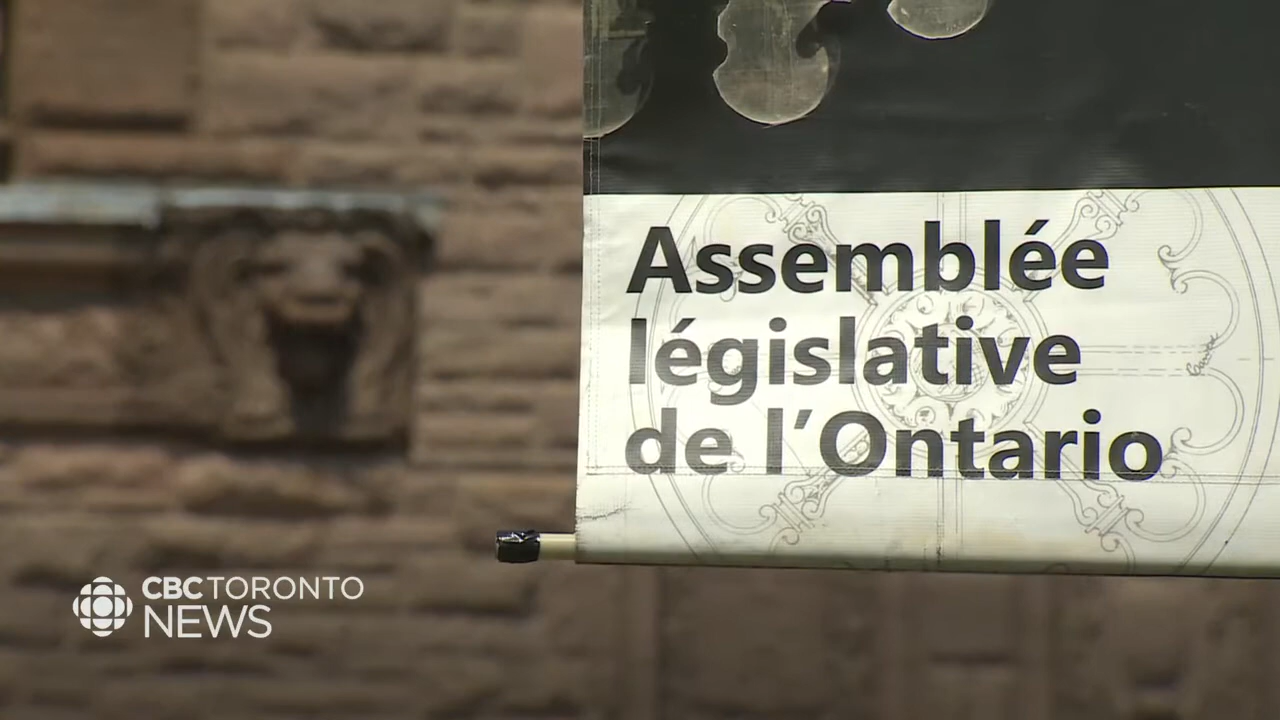 Assemblée
législative
de l'Ontario
CBC TORONTO
NEWS